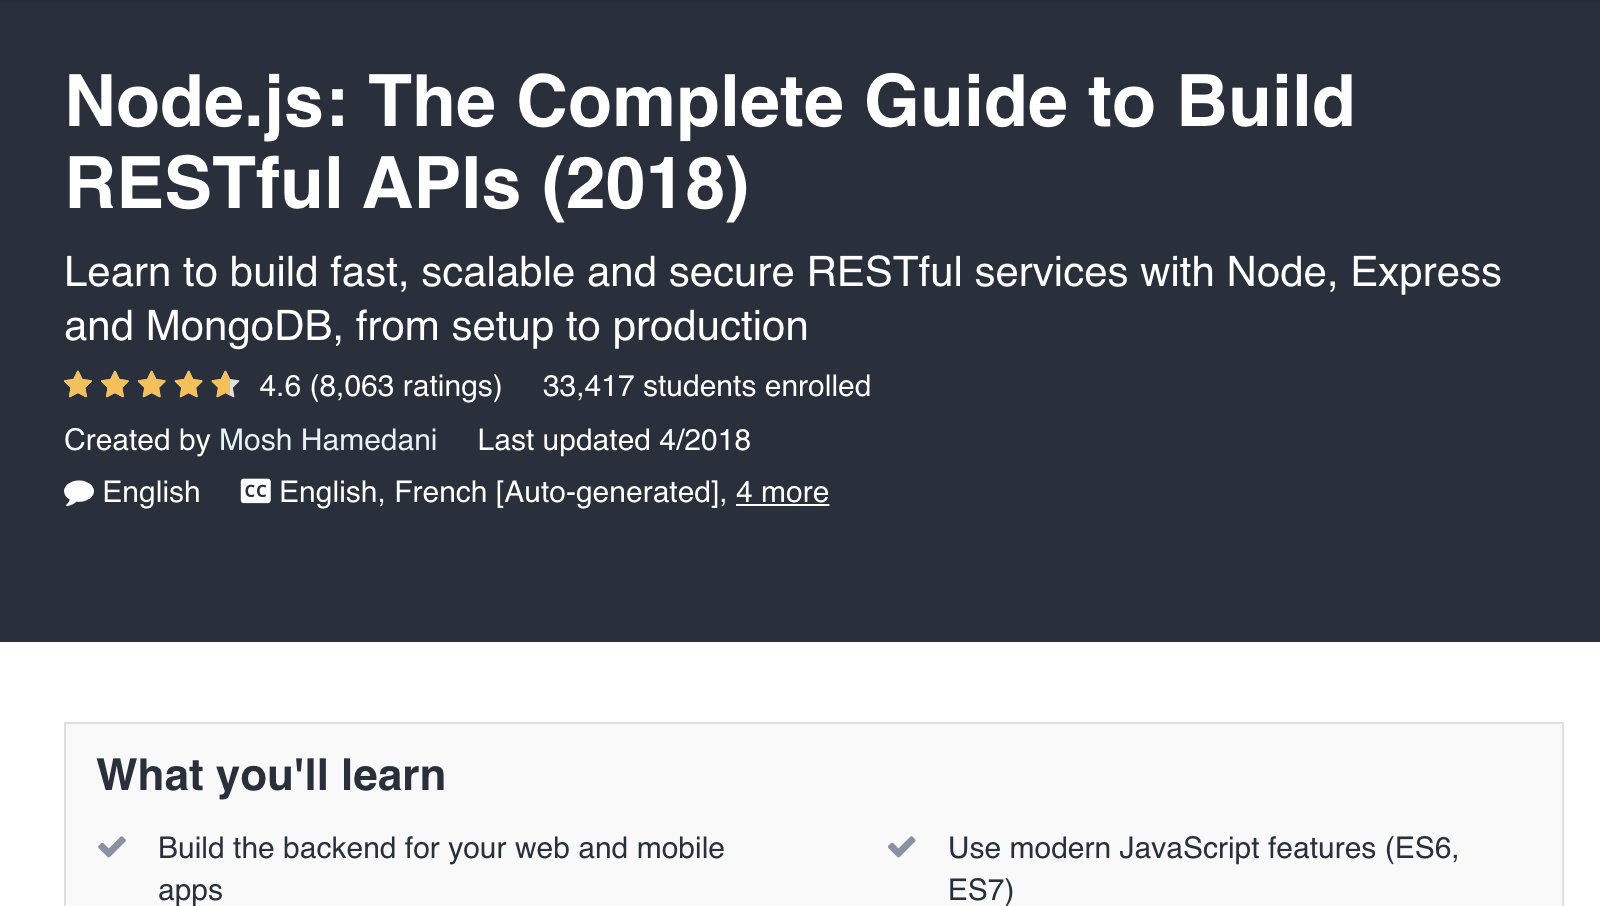 Node.js: The Complete Guide to Build
RESTful APIs (2018)
Learn to build fast, scalable and secure RESTful services with Node, Express
and MongoDB, from setup to production
4.6 (8,063 ratings) 33,417 students enrolled
Created by Mosh Hamedani Last updated 4/2018
English CC English, French [Auto-generated], 4 more
What you'll learn
Build the backend for your web and mobile
apps
Use modern JavaScript features (ES6,
ES7)